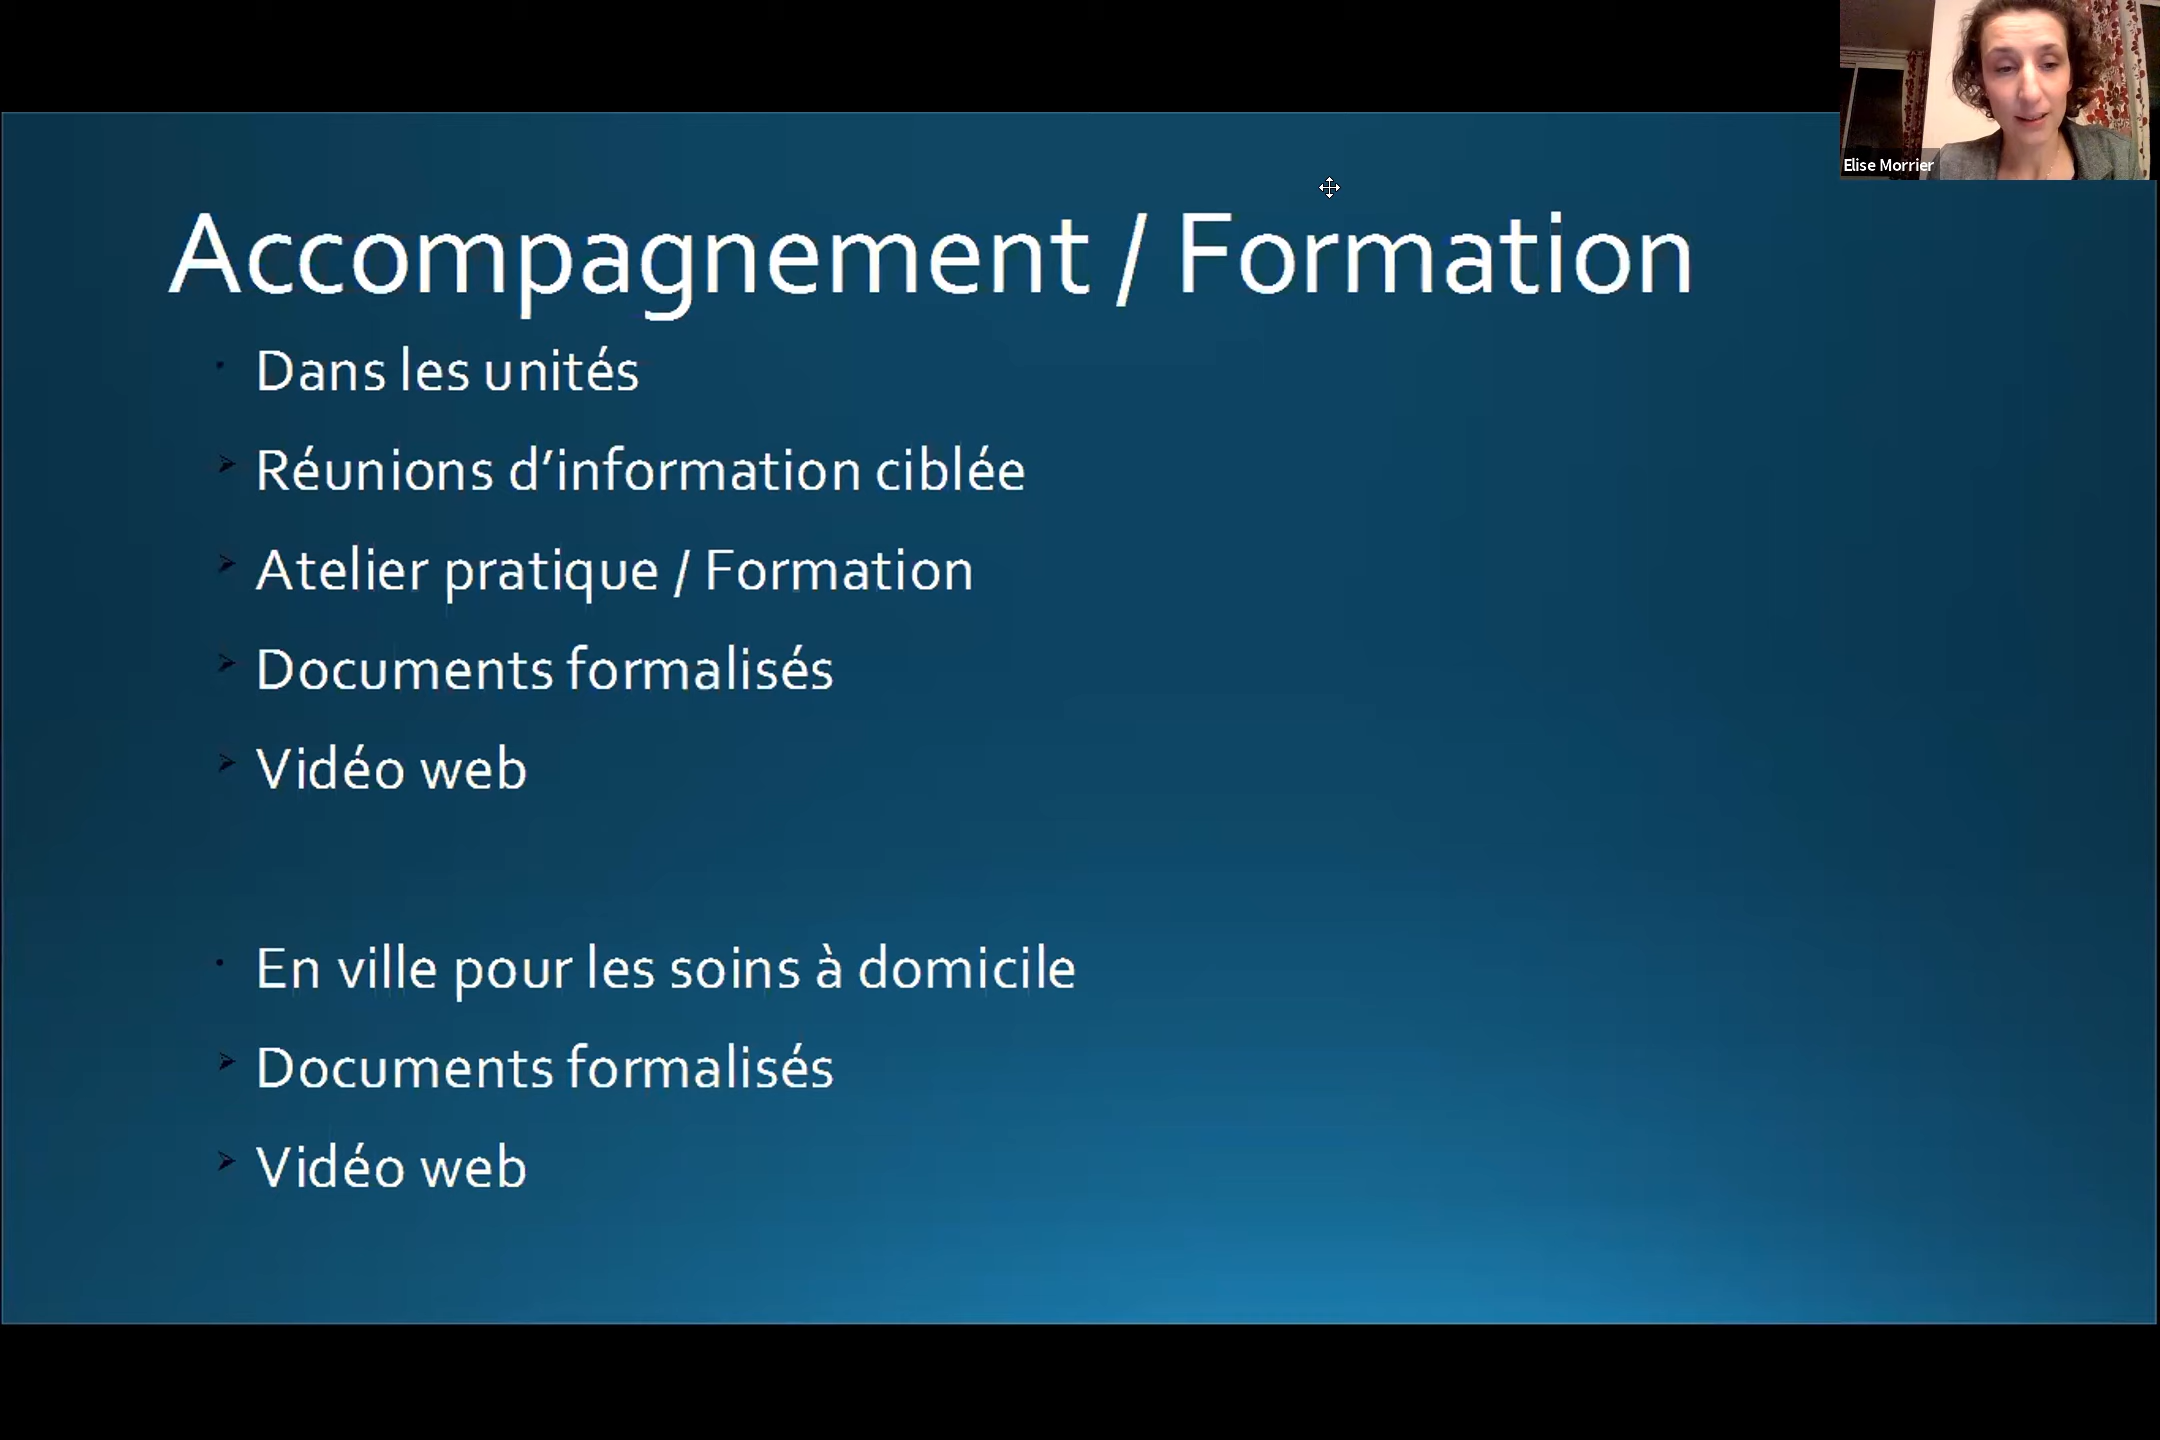 Elise Morrier
Accompagnement / Formation
Dans les unités
Réunions d’information ciblée
Atelier pratique / Formation
Documents formalisés
Vidéo web
En ville pour les soins à domicile
Documents formalisés
Vidéo web